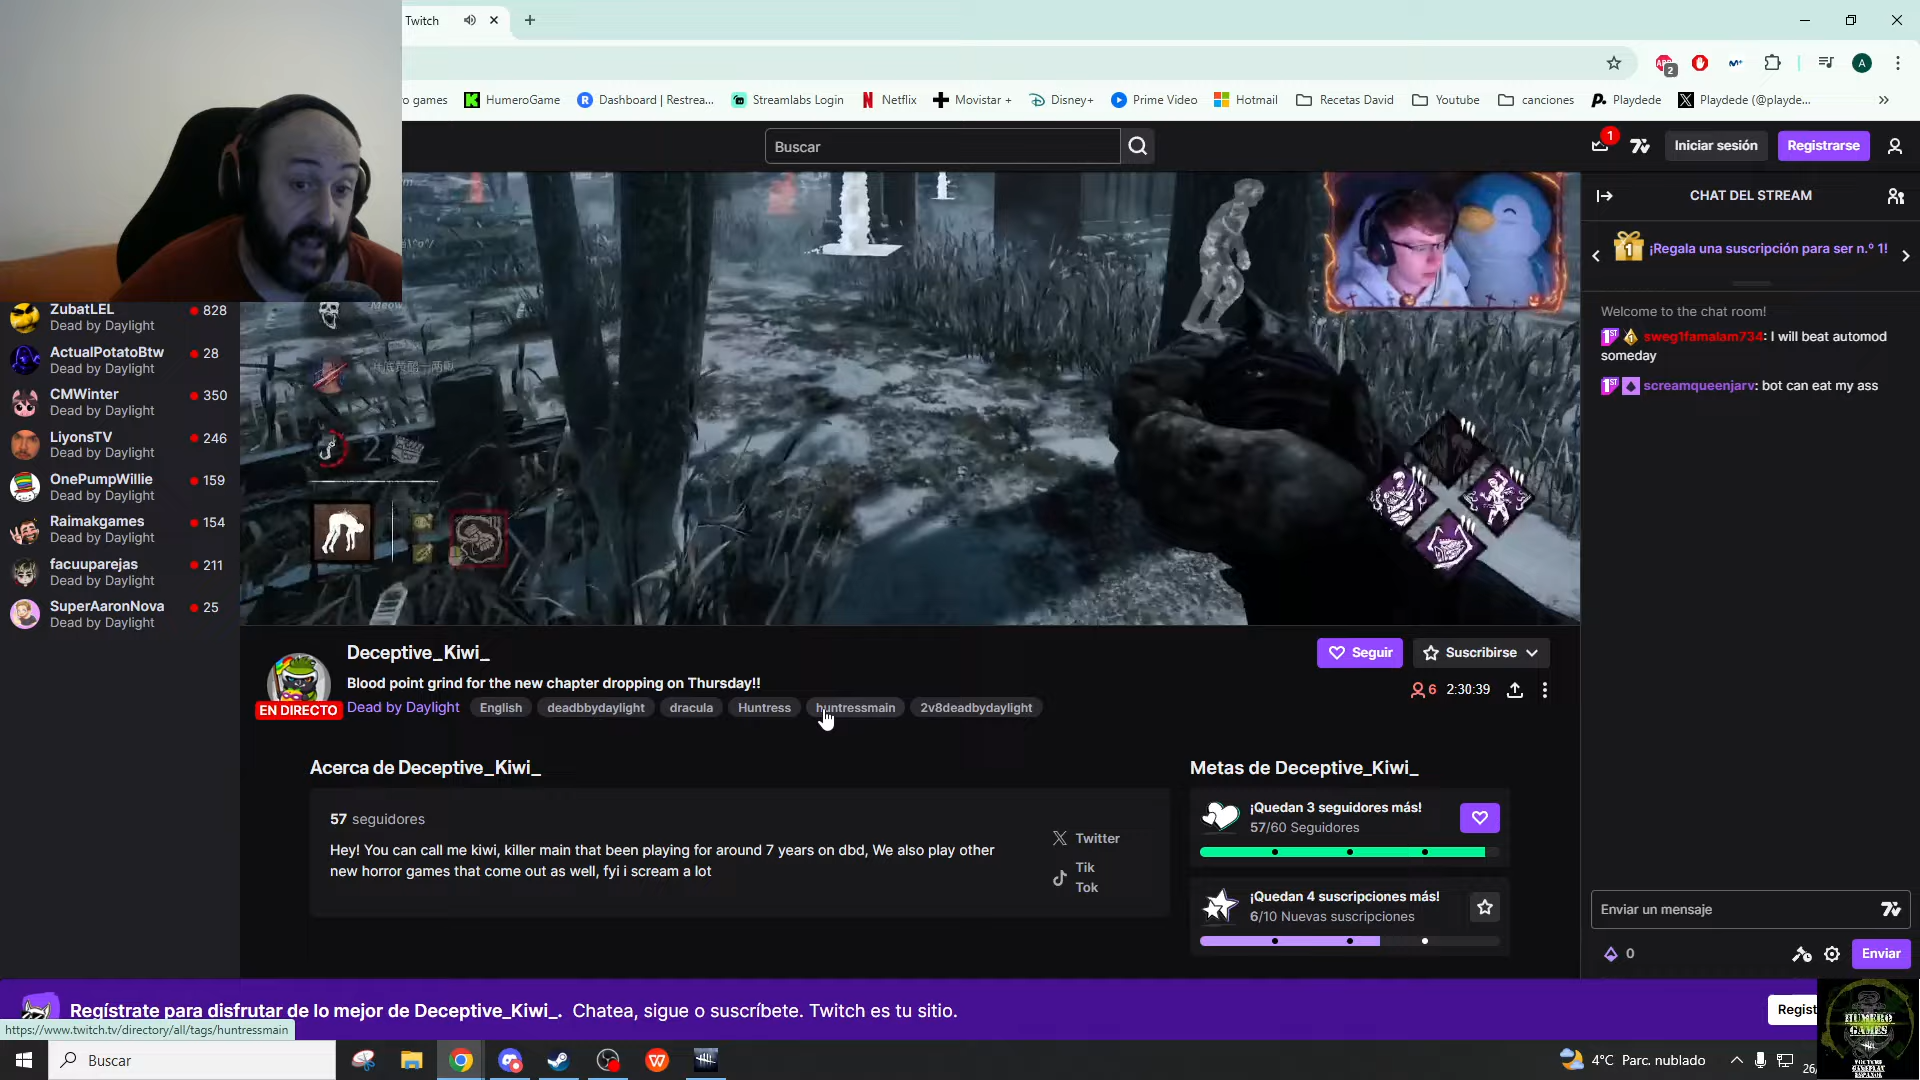 Twitch
o games
HumeroGame
Dashboard | Restrea...
Streamlabs Login
Netflix
Movistar +
Disney+
Prime Video
Hotmail
Recetas David
Youtube
canciones
Playdede
Playdede (@playde...
2
A
Buscar
1
Iniciar sesión
Registrarse
CHAT DEL STREAM
1
¡Regala una suscripción para ser n.º 1!
Welcome to the chat room!
sweg1famalam734: I will beat automod
someday
screamqueenjarv: bot can eat my ass
ZubatLEL
828
Dead by Daylight
ActualPotatoBtw
28
Dead by Daylight
CMWinter
350
Dead by Daylight
LiyonsTV
246
Dead by Daylight
OnePumpWillie
159
Dead by Daylight
Raimakgames
154
Dead by Daylight
facuuparejas
211
Dead by Daylight
SuperAaronNova
25
Dead by Daylight
Meow
2
Deceptive_Kiwi_
Seguir
Suscribirse
Blood point grind for the new chapter dropping on Thursday!!
6
2:30:39
EN DIRECTO
Dead by Daylight
English
deadbbydaylight
dracula
Huntress
huntressmain
2v8deadbydaylight
Acerca de Deceptive_Kiwi_
57 seguidores
Hey! You can call me kiwi, killer main that been playing for around 7 years on dbd, We also play other
new horror games that come out as well, fyi i scream a lot
Twitter
Tik
Tok
Metas de Deceptive_Kiwi_
¡Quedan 3 seguidores más!
57/60 Seguidores
¡Quedan 4 suscripciones más!
6/10 Nuevas suscripciones
Enviar un mensaje
0
Enviar
Regístrate para disfrutar de lo mejor de Deceptive_Kiwi_. Chatea, sigue o suscríbete. Twitch es tu sitio.
Regist
https://www.twitch.tv/directory/all/tags/huntressmain
Buscar
4°C Parc. nublado
26/
HUMERO
GAMES